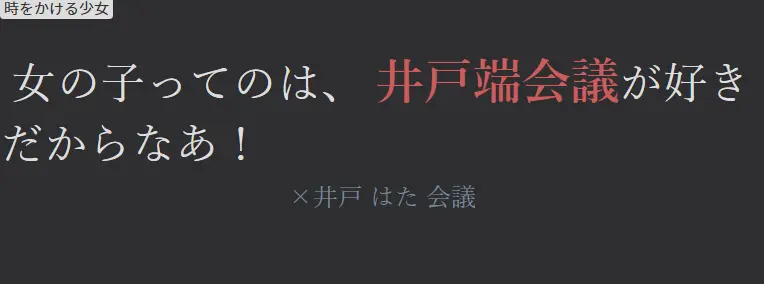 時をかける少女
女の子ってのは、 井戸端会議が好き
だからなあ！
×井戸 はた 会議